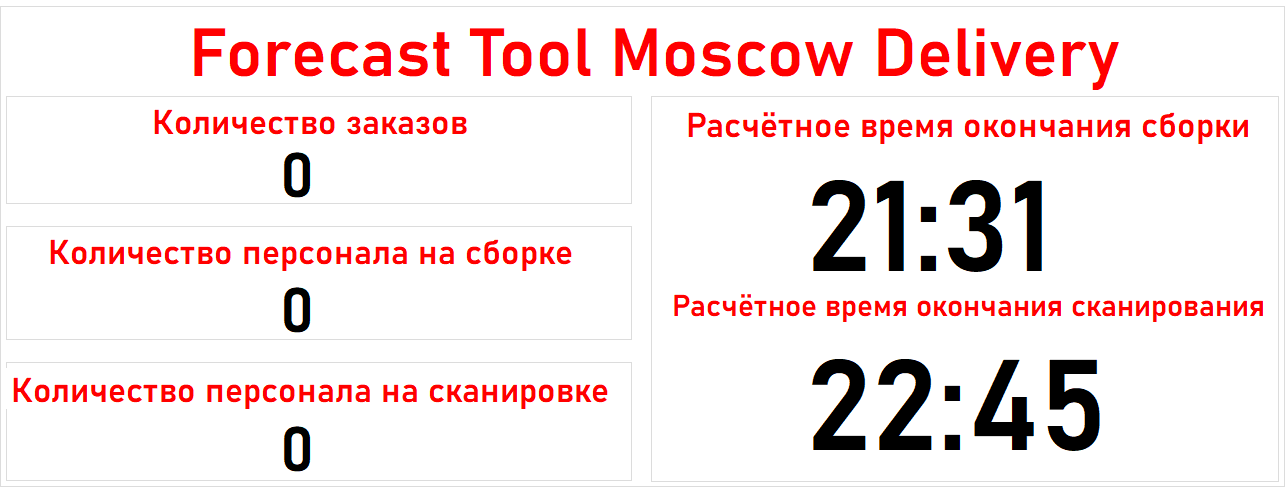 Forecast Tool Moscow Delivery
Количество заказов
0
Количество персонала на сборке
0
Количество персонала на сканировке
0
Расчётное время окончания сборки
21:31
Расчётное время окончания сканирования
22:45